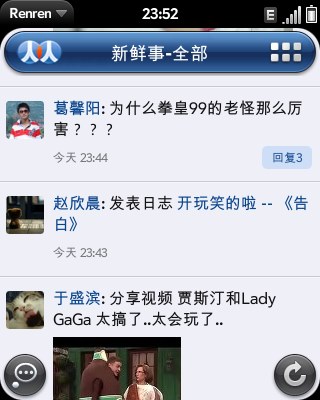 Renren
23:52
E
新鲜事-全部
葛馨阳: 为什么拳皇99的老怪那么厉
害？？？
今天 23:44
回复3
赵欣晨: 发表日志 开玩笑的啦 -- 《告
白》
今天 23:43
于盛滨: 分享视频 贾斯汀和Lady
GaGa 太搞了..太会玩了..